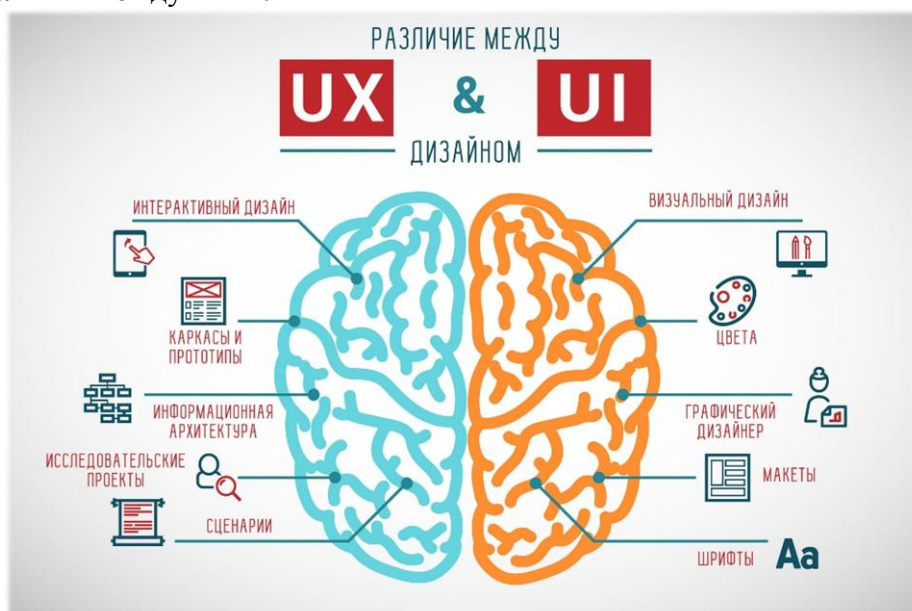 РАЗЛИЧИЕ МЕЖДУ
UX & UI
ДИЗАЙНОМ
ИНТЕРАКТИВНЫЙ ДИЗАЙН
КАРКАСЫ И
ПРОТОТИПЫ
ИНФОРМАЦИОННАЯ
АРХИТЕКТУРА
ИССЛЕДОВАТЕЛЬСКИЕ
ПРОЕКТЫ
СЦЕНАРИИ
ВИЗУАЛЬНЫЙ ДИЗАЙН
ЦВЕТА
ГРАФИЧЕСКИЙ
ДИЗАЙНЕР
МАКЕТЫ
ШРИФТЫ Aa